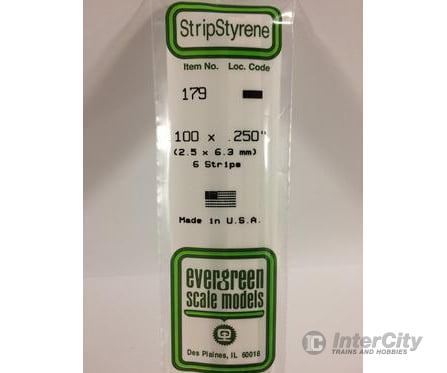 StripStyrene
Item No. Loc. Code
179
100 x .250"
(2.5 x 6.3 mm)
6 Strips
Made in U.S.A.
evergreen
scale models
Des Plaines, IL 60018
IC InterCity
TRAINS AND HOBBIES